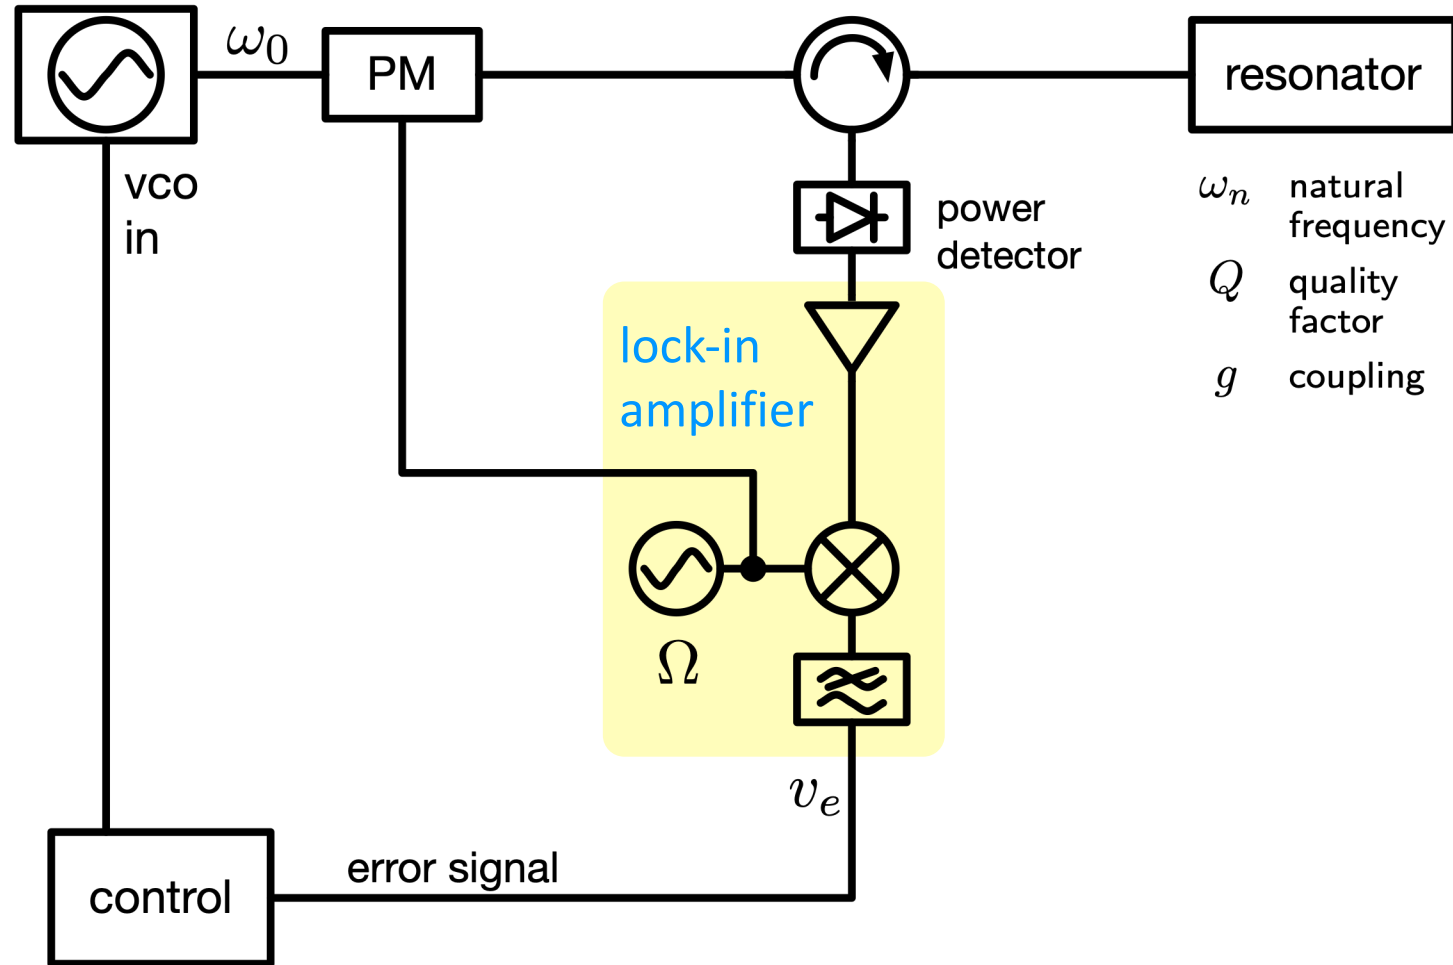 ω₀
PM
resonator
vco
in
power
detector
ωₙ natural
frequency
Q quality
factor
g coupling
lock-in
amplifier
Ω
vₑ
error signal
control